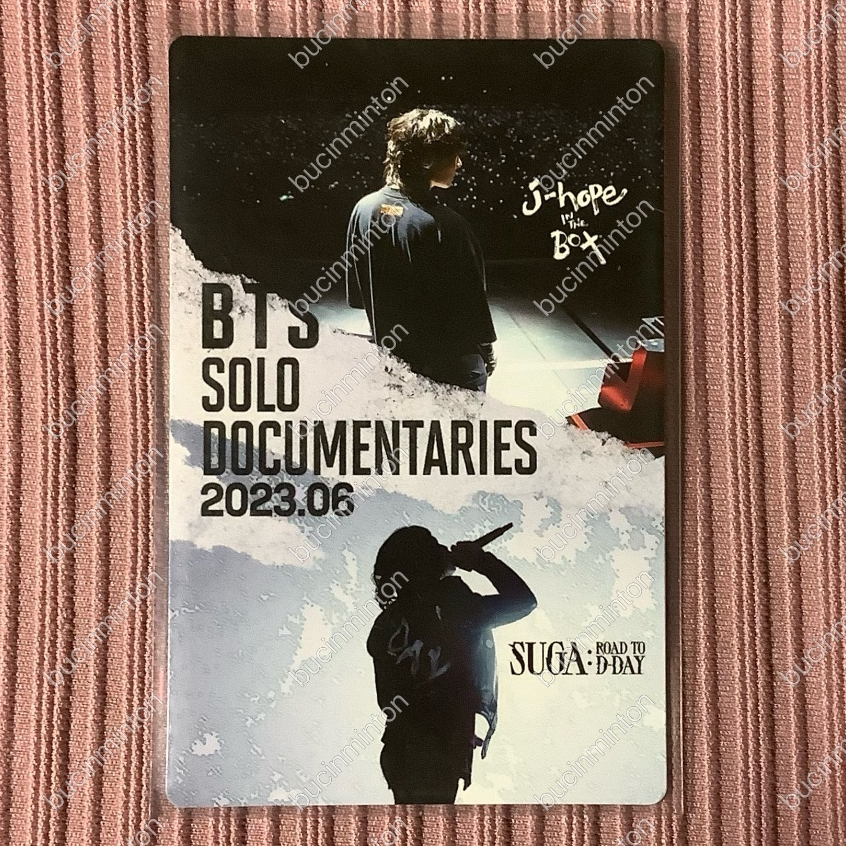 j-hope
IN THE
BOX
BTS
SOLO
DOCUMENTARIES
2023.06
SUGA: ROAD TO
D-DAY
bucinminton